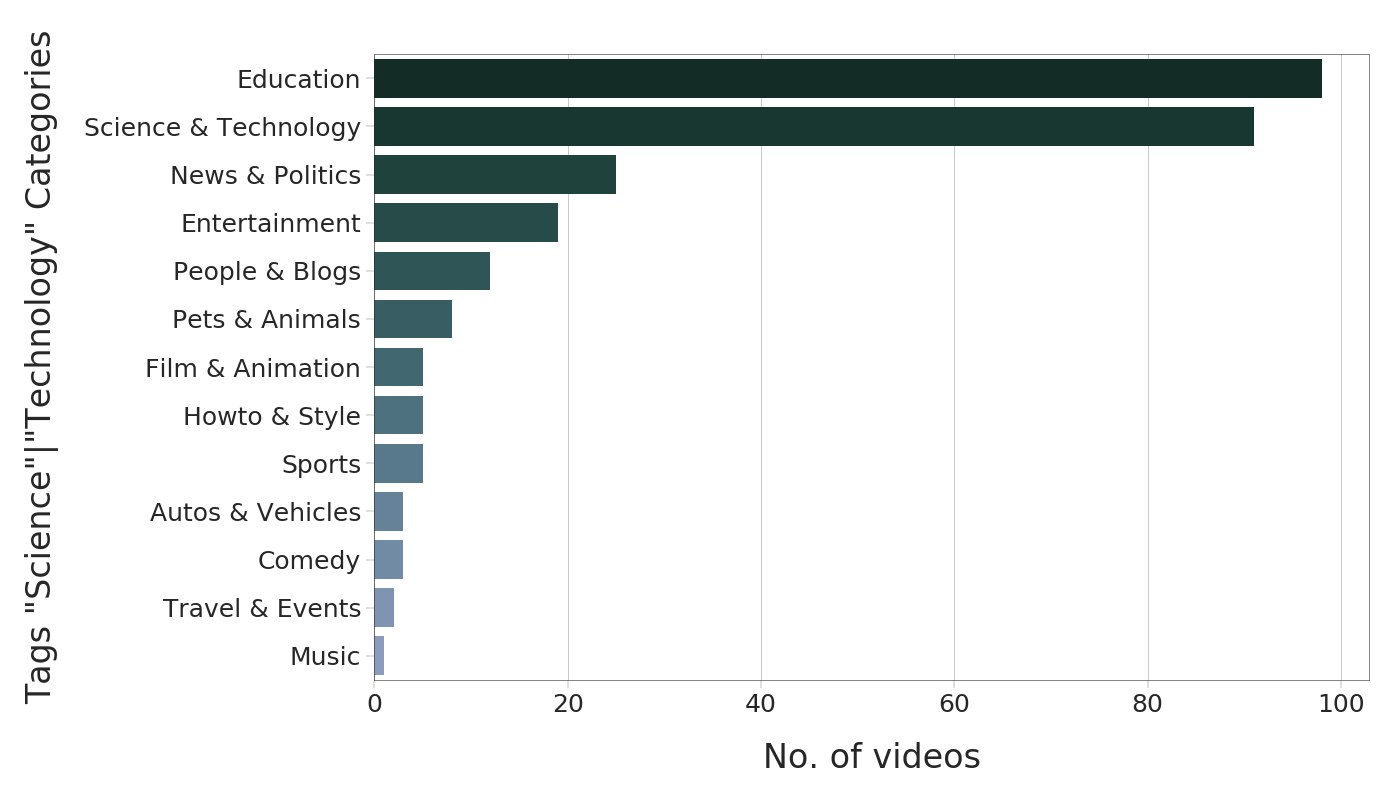 Tags "Science"|"Technology" Categories
Education
Science & Technology
News & Politics
Entertainment
People & Blogs
Pets & Animals
Film & Animation
Howto & Style
Sports
Autos & Vehicles
Comedy
Travel & Events
Music
0 20 40 60 80 100
No. of videos